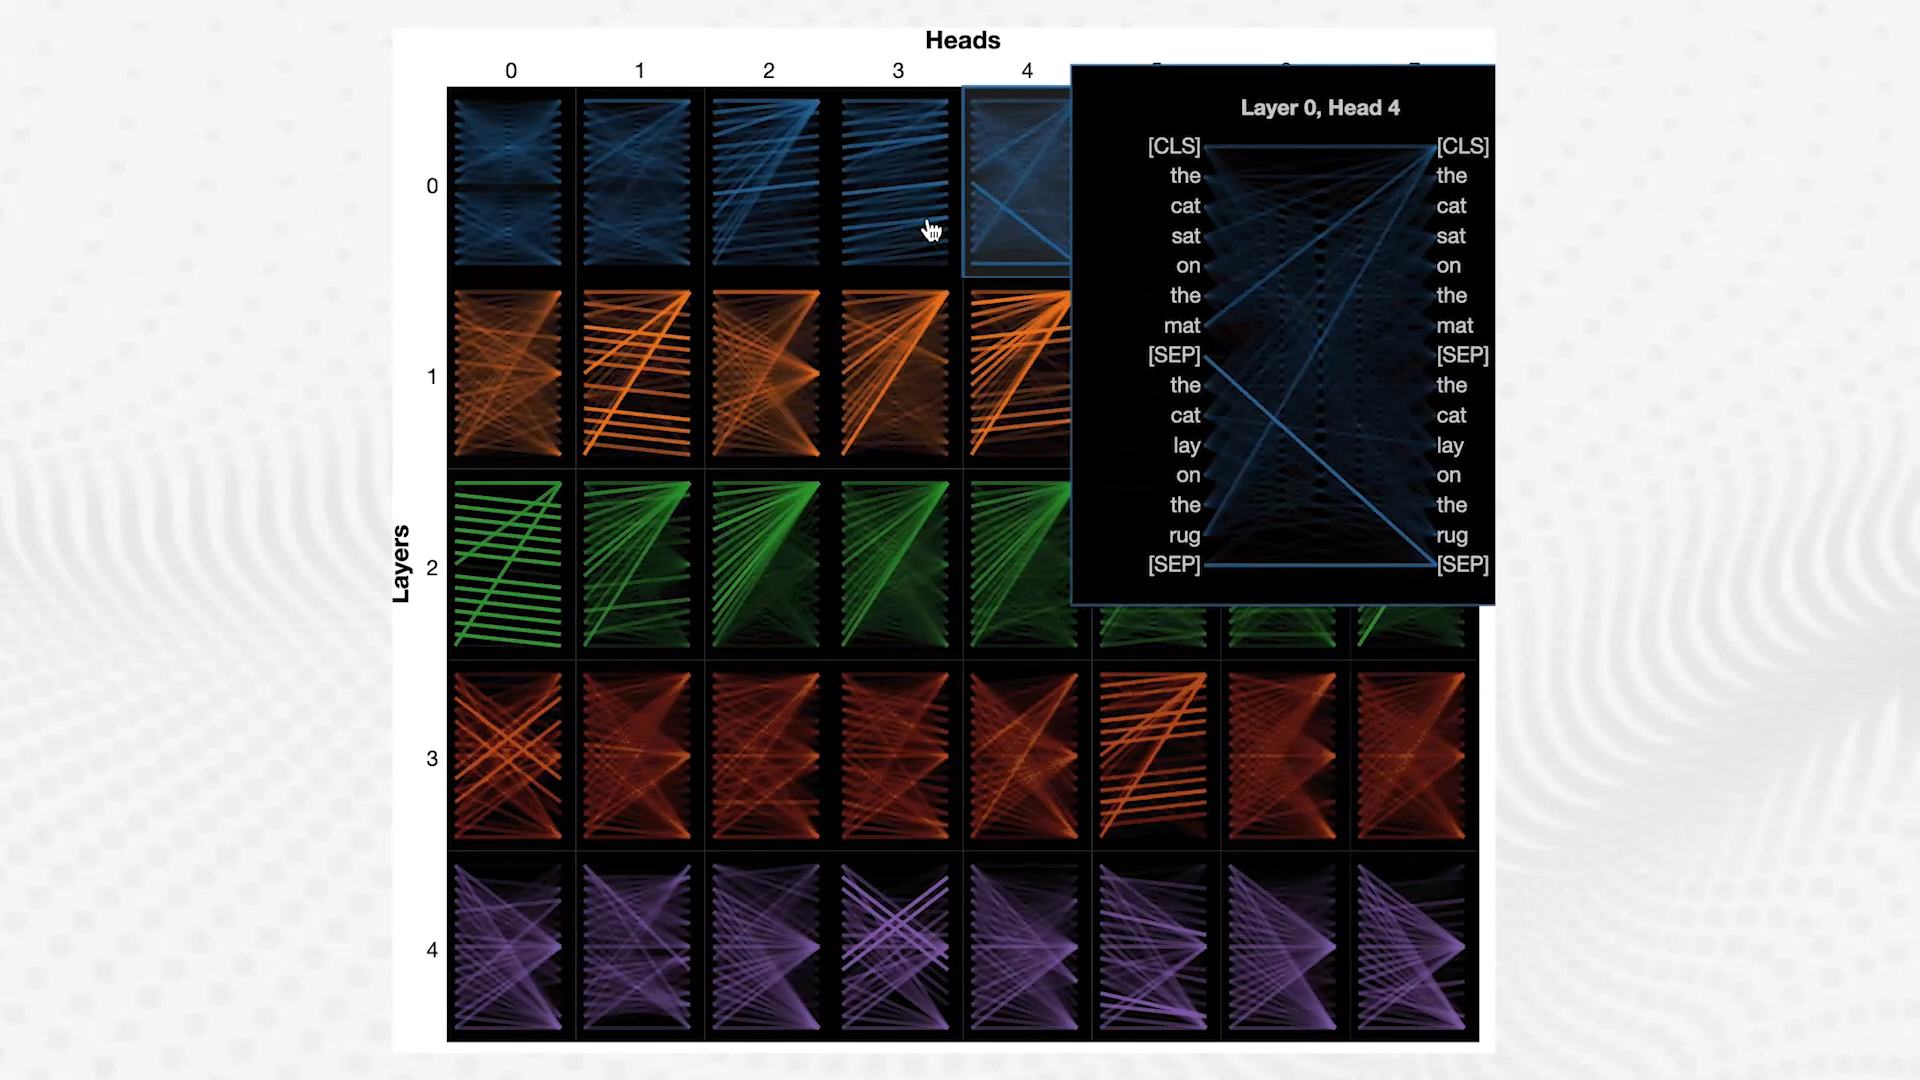 Heads
0 1 2 3 4
Layers
0
1
2
3
4
Layer 0, Head 4
[CLS] [CLS]
the the
cat cat
sat sat
on on
the the
mat mat
[SEP] [SEP]
the the
cat cat
lay lay
on on
the the
rug rug
[SEP] [SEP]